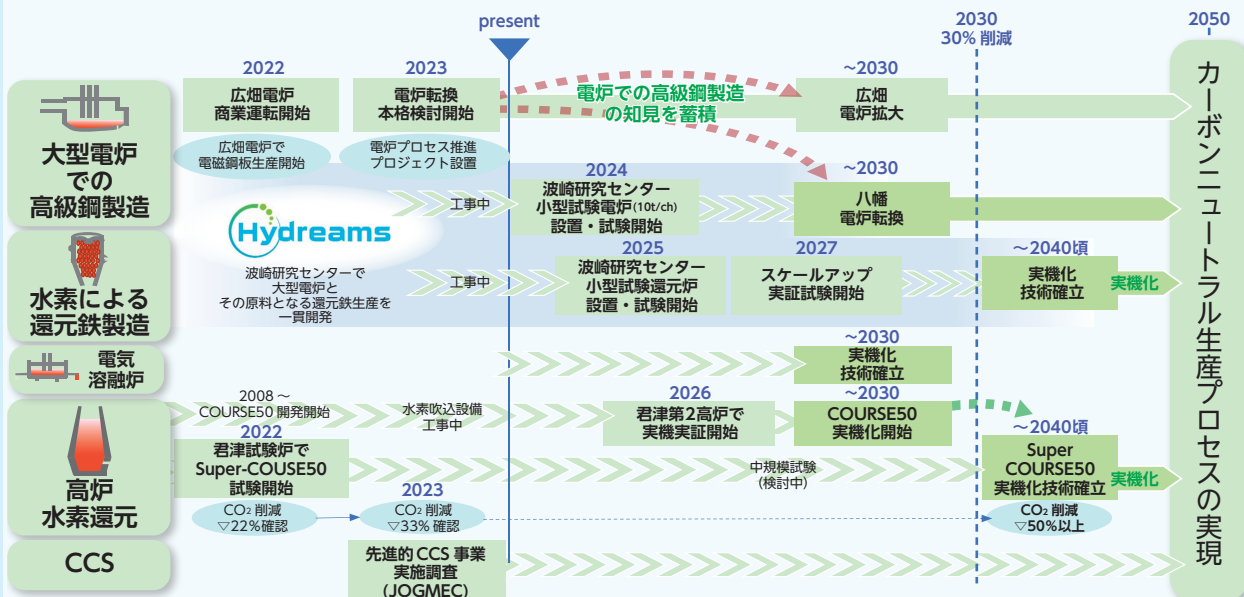 present
2030
30% 削減
2050
大型電炉
での
高級鋼製造
2022
広畑電炉
商業運転開始
広畑電炉で
電磁鋼板生産開始
2023
電炉転換
本格検討開始
電炉プロセス推進
プロジェクト設置
電炉での高級鋼製造
の知見を蓄積
～2030
広畑
電炉拡大
Hydreams
工事中
2024
波崎研究センター
小型試験電炉(10t/ch)
設置・試験開始
～2030
八幡
電炉転換
水素による
還元鉄製造
波崎研究センターで
大型電炉と
その原料となる還元鉄生産を
一貫開発
工事中
2025
波崎研究センター
小型試験還元炉
設置・試験開始
2027
スケールアップ
実証試験開始
～2040頃
実機化
技術確立
実機化
電気
溶融炉
～2030
実機化
技術確立
高炉
水素還元
2008 ～
COURSE50 開発開始
水素吹込設備
工事中
2026
君津第2高炉で
実機実証開始
～2030
COURSE50
実機化開始
2022
君津試験炉で
Super-COUSE50
試験開始
中規模試験
(検討中)
～2040頃
Super
COURSE50
実機化技術確立
実機化
CO₂ 削減
▽22%確認
2023
CO₂ 削減
▽33% 確認
CO₂ 削減
▽50%以上
CCS
先進的 CCS 事業
実施調査
(JOGMEC)
カーボンニュートラル生産プロセスの実現